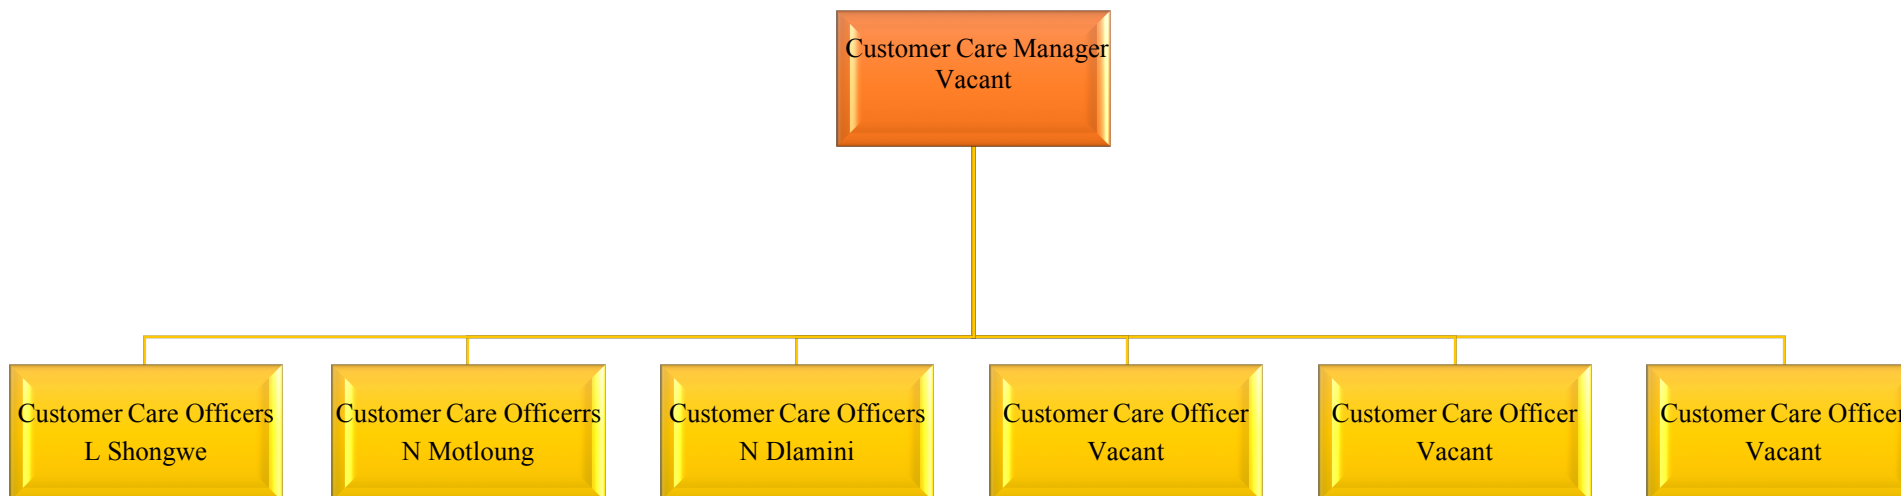 Customer Care Manager
Vacant
Customer Care Officers
L Shongwe
Customer Care Officerrs
N Motloung
Customer Care Officers
N Dlamini
Customer Care Officer
Vacant
Customer Care Officer
Vacant
Customer Care Officer
Vacant